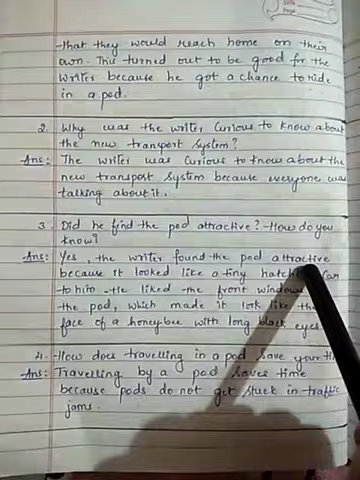 that they would reach home on their
own. This turned out to be good for the
writer because he got a chance to ride
in a pod.
2. Why was the writer curious to know about
the new transport system?
Ans: The writer was curious to know about the
new transport system because everyone was
talking about it.
3. Did he find the pod attractive? How do you
know?
Ans: Yes, the writer found the pod attractive
because it looked like a tiny car
to him. He liked the front windows
the pod, which made it look like the
face of a honeybee with long black eyes
4. How does travelling in a pod save your
Ans: Travelling by a pod saves time
because pods do not get stuck in traffic
jams.